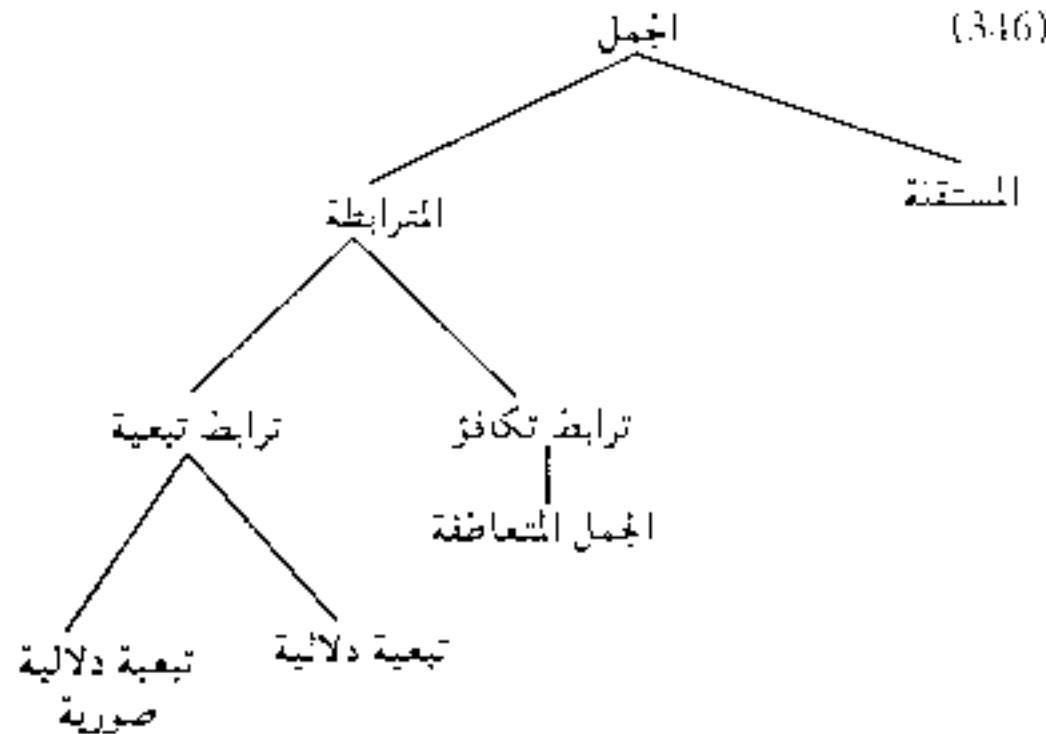 (346)
الجمل
المستقلة
المترابطة
ترابط تكافؤ
ترابط تبعية
الجمل المتعاطفة
تبعية دلالية
تبعية دلالية
صورية